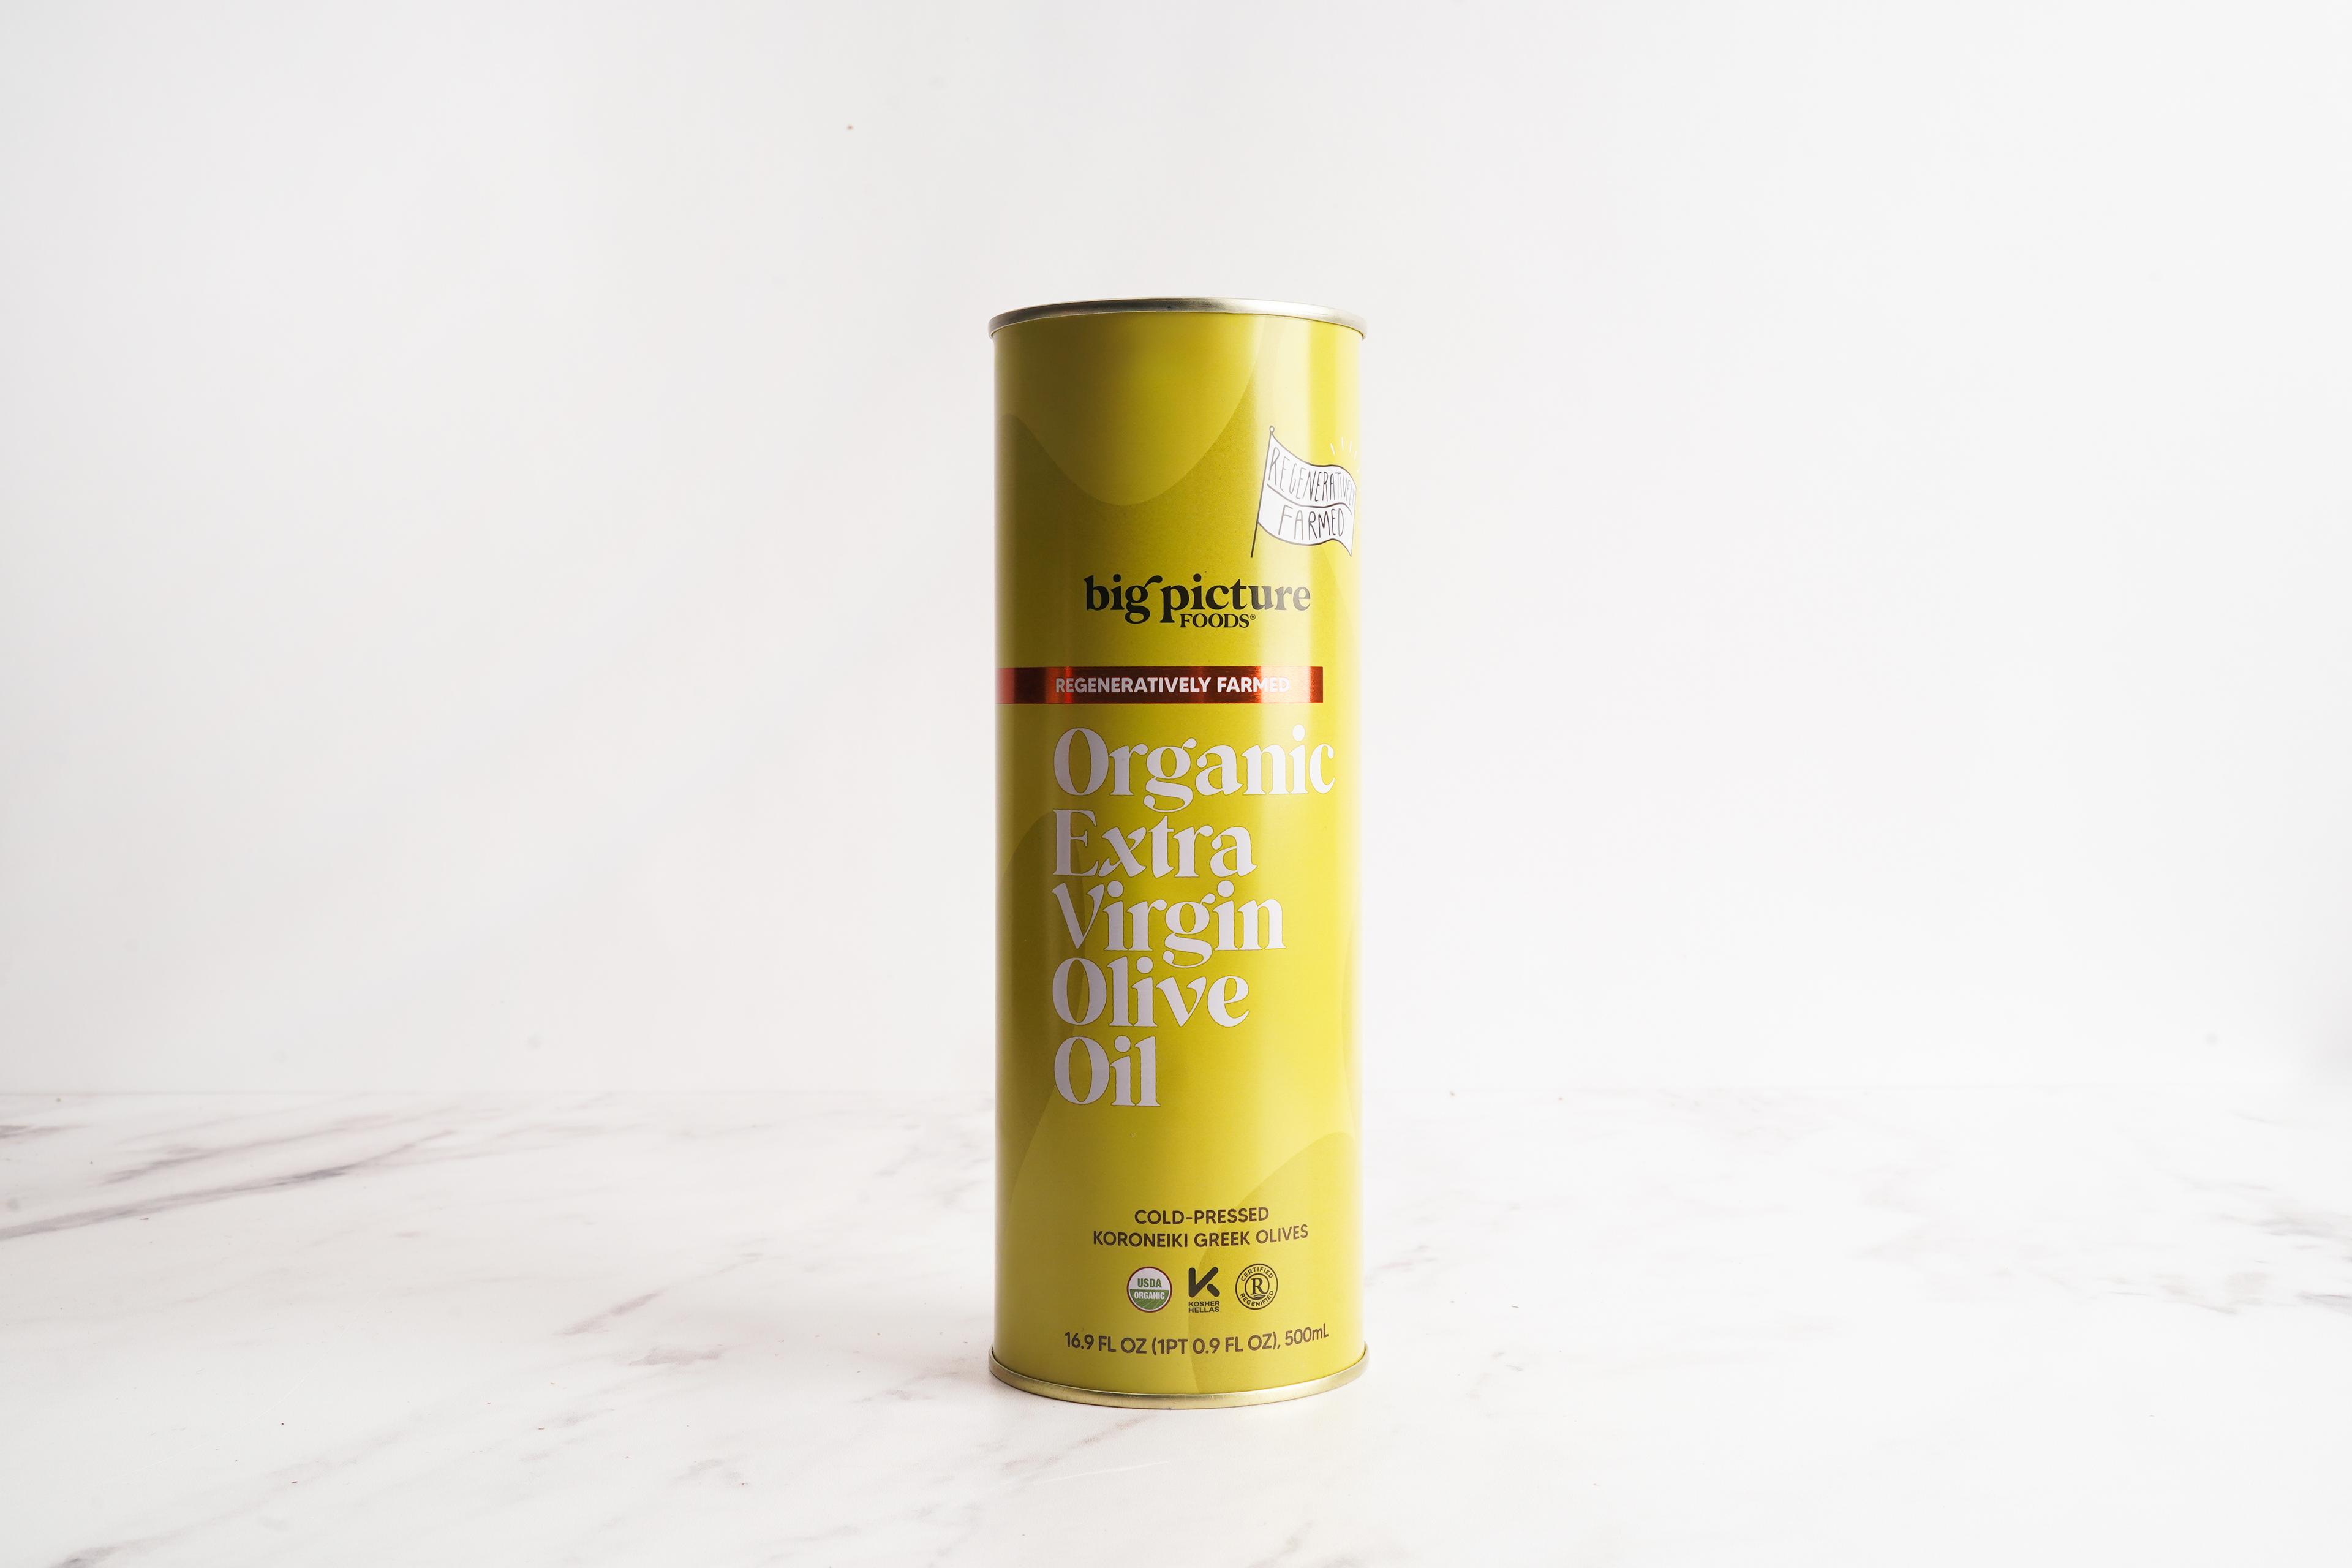 REGENERATIVELY
FARMED
big picture
FOODS®
REGENERATIVELY FARMED
Organic
Extra
Virgin
Olive
Oil
COLD-PRESSED
KORONEIKI GREEK OLIVES
USDA
ORGANIC
K
KOSHER
HELLAS
CERTIFIED
R
REGENIFIED
16.9 FL OZ (1PT 0.9 FL OZ), 500mL